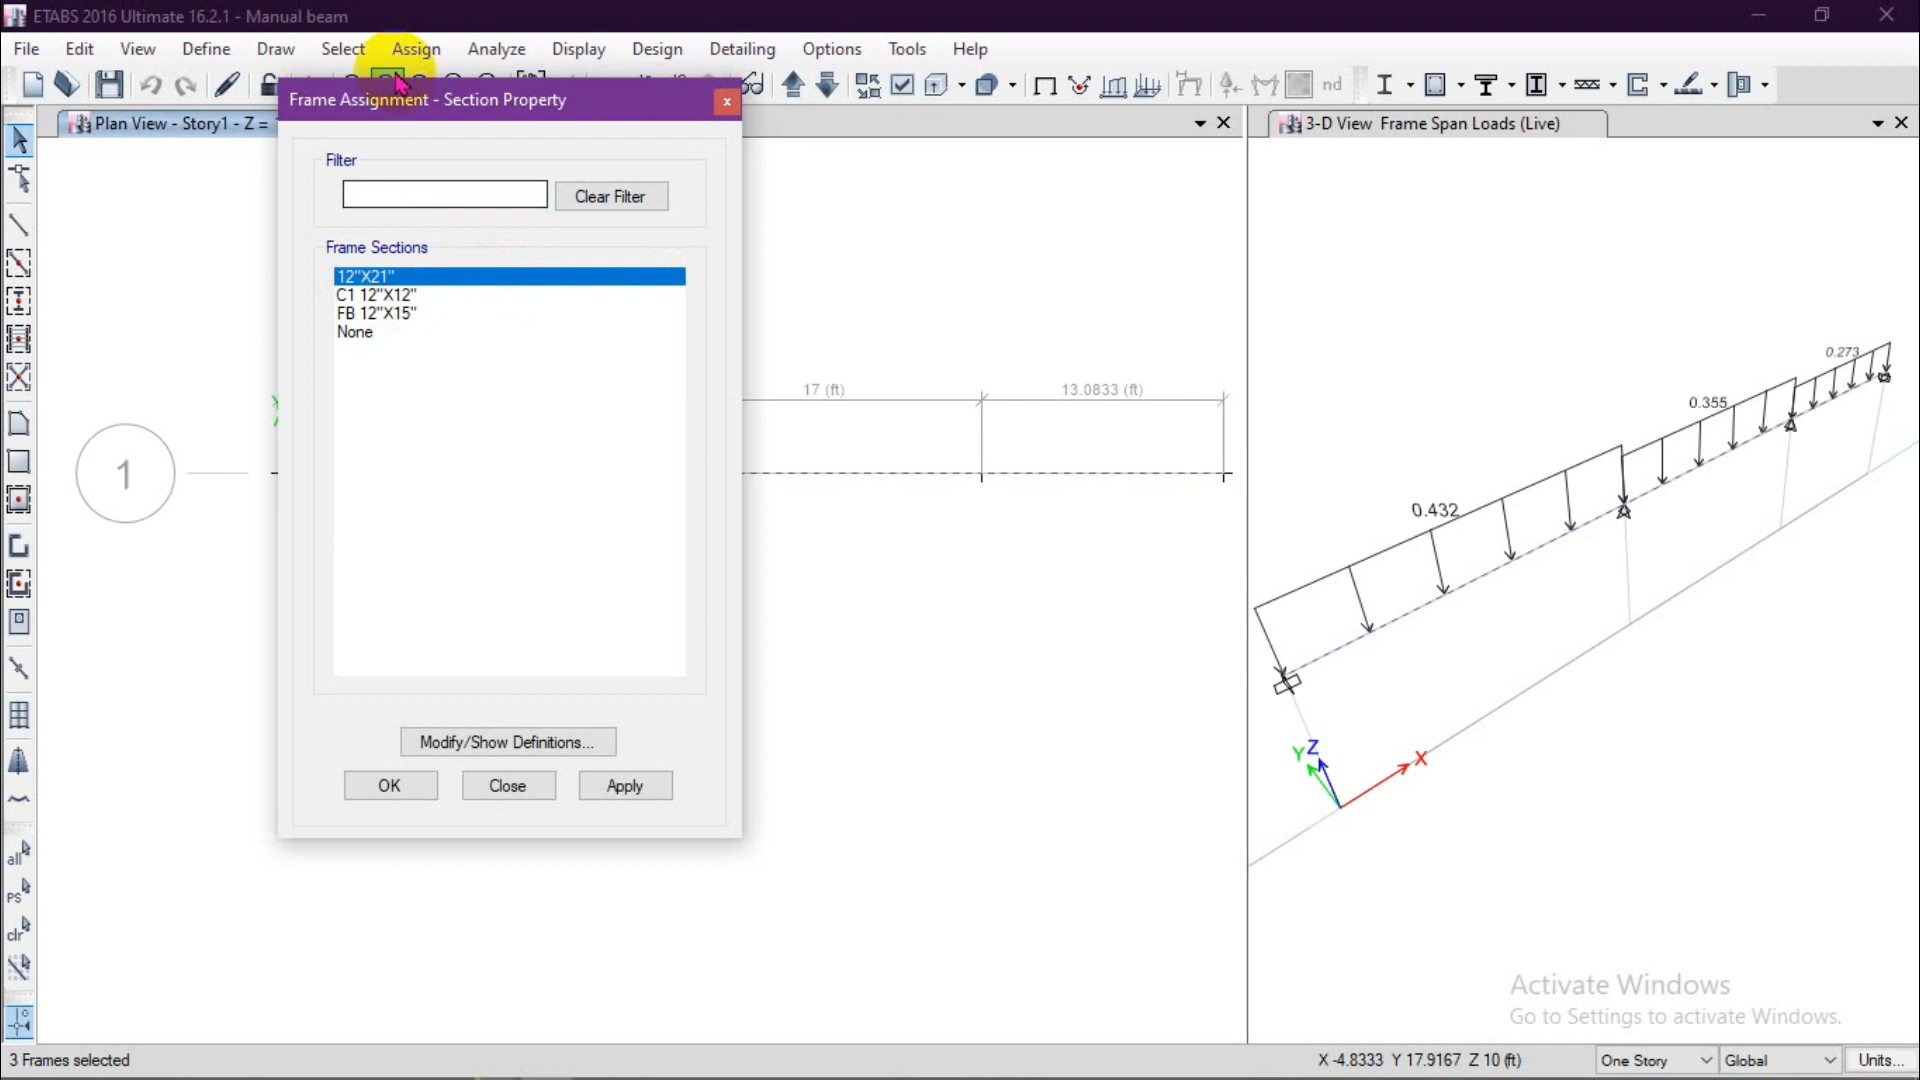 ETABS 2016 Ultimate 16.2.1 - Manual beam
File Edit View Define Draw Select Assign Analyze Display Design Detailing Options Tools Help
nd
Frame Assignment - Section Property
x
Plan View - Story1 - Z =
3-D View Frame Span Loads (Live)
Filter
Clear Filter
Frame Sections
12"X21"
C1 12"X12"
FB 12"X15"
None
Modify/Show Definitions...
OK Close Apply
1
17 (ft)
13.0833 (ft)
0.273
0.355
0.432
Y Z X
all
ps
clr
Activate Windows
Go to Settings to activate Windows.
3 Frames selected
X -4.8333 Y 17.9167 Z 10 (ft)
One Story
Global
Units...